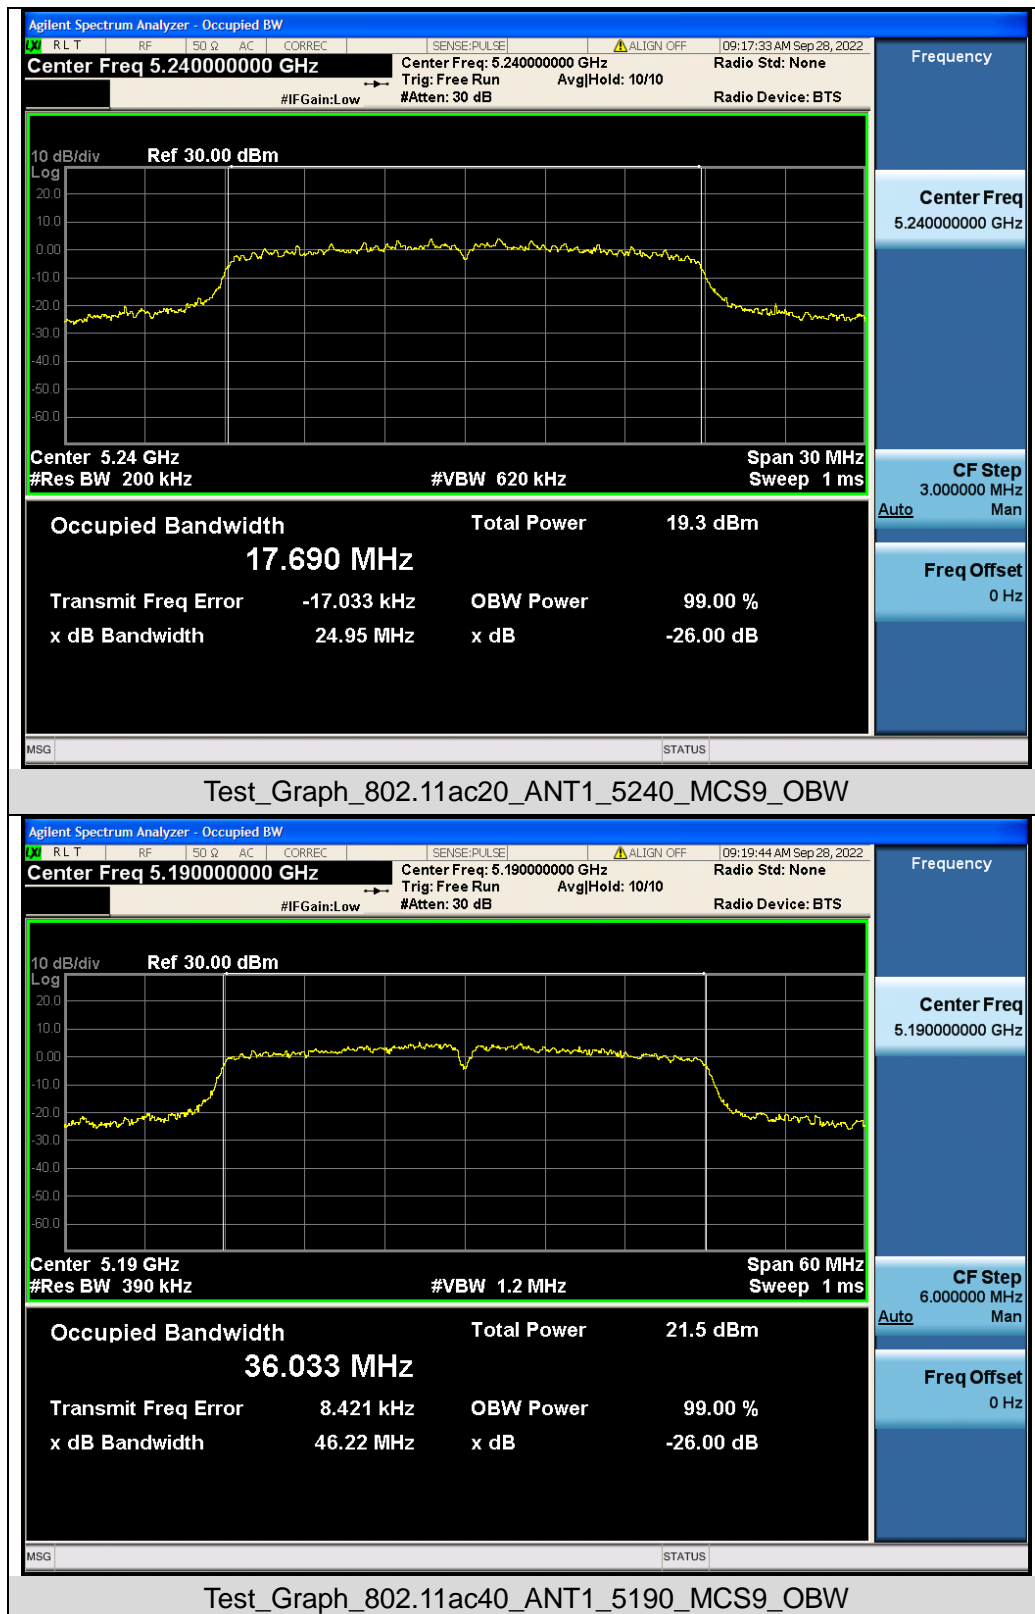 Agilent Spectrum Analyzer - Occupied BW
LXI RLT RF 50 Ω AC CORREC SENSE:PULSE ALIGN OFF 09:17:33 AM Sep 28, 2022
Center Freq 5.240000000 GHz Center Freq: 5.240000000 GHz Radio Std: None Frequency
Trig: Free Run Avg|Hold: 10/10
#IFGain:Low #Atten: 30 dB Radio Device: BTS
10 dB/div Ref 30.00 dBm
Log
20.0
10.0
0.00
-10.0
-20.0
-30.0
-40.0
-50.0
-60.0
Center Freq
5.240000000 GHz
Center 5.24 GHz Span 30 MHz
#Res BW 200 kHz #VBW 620 kHz Sweep 1 ms
CF Step
3.000000 MHz
Auto Man
Occupied Bandwidth Total Power 19.3 dBm
17.690 MHz
Freq Offset
0 Hz
Transmit Freq Error -17.033 kHz OBW Power 99.00 %
x dB Bandwidth 24.95 MHz x dB -26.00 dB
MSG STATUS
Test_Graph_802.11ac20_ANT1_5240_MCS9_OBW
Agilent Spectrum Analyzer - Occupied BW
LXI RLT RF 50 Ω AC CORREC SENSE:PULSE ALIGN OFF 09:19:44 AM Sep 28, 2022
Center Freq 5.190000000 GHz Center Freq: 5.190000000 GHz Radio Std: None Frequency
Trig: Free Run Avg|Hold: 10/10
#IFGain:Low #Atten: 30 dB Radio Device: BTS
10 dB/div Ref 30.00 dBm
Log
20.0
10.0
0.00
-10.0
-20.0
-30.0
-40.0
-50.0
-60.0
Center Freq
5.190000000 GHz
Center 5.19 GHz Span 60 MHz
#Res BW 390 kHz #VBW 1.2 MHz Sweep 1 ms
CF Step
6.000000 MHz
Auto Man
Occupied Bandwidth Total Power 21.5 dBm
36.033 MHz
Freq Offset
0 Hz
Transmit Freq Error 8.421 kHz OBW Power 99.00 %
x dB Bandwidth 46.22 MHz x dB -26.00 dB
MSG STATUS
Test_Graph_802.11ac40_ANT1_5190_MCS9_OBW